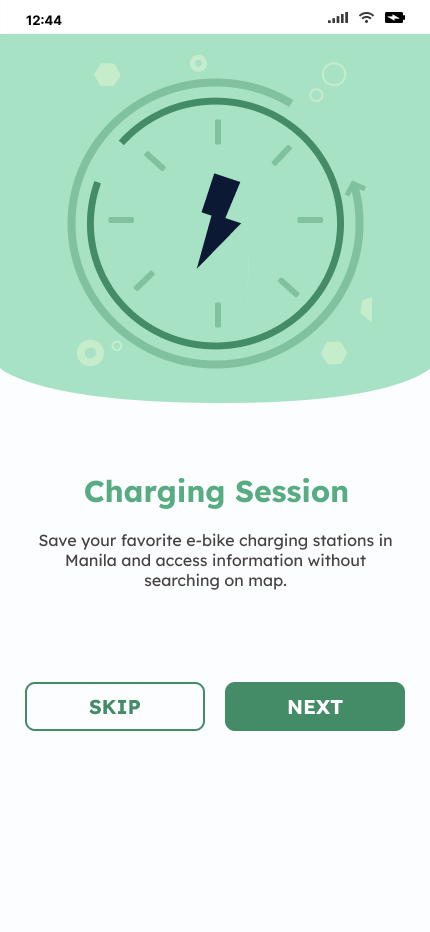 12:44
Charging Session
Save your favorite e-bike charging stations in
Manila and access information without
searching on map.
SKIP
NEXT